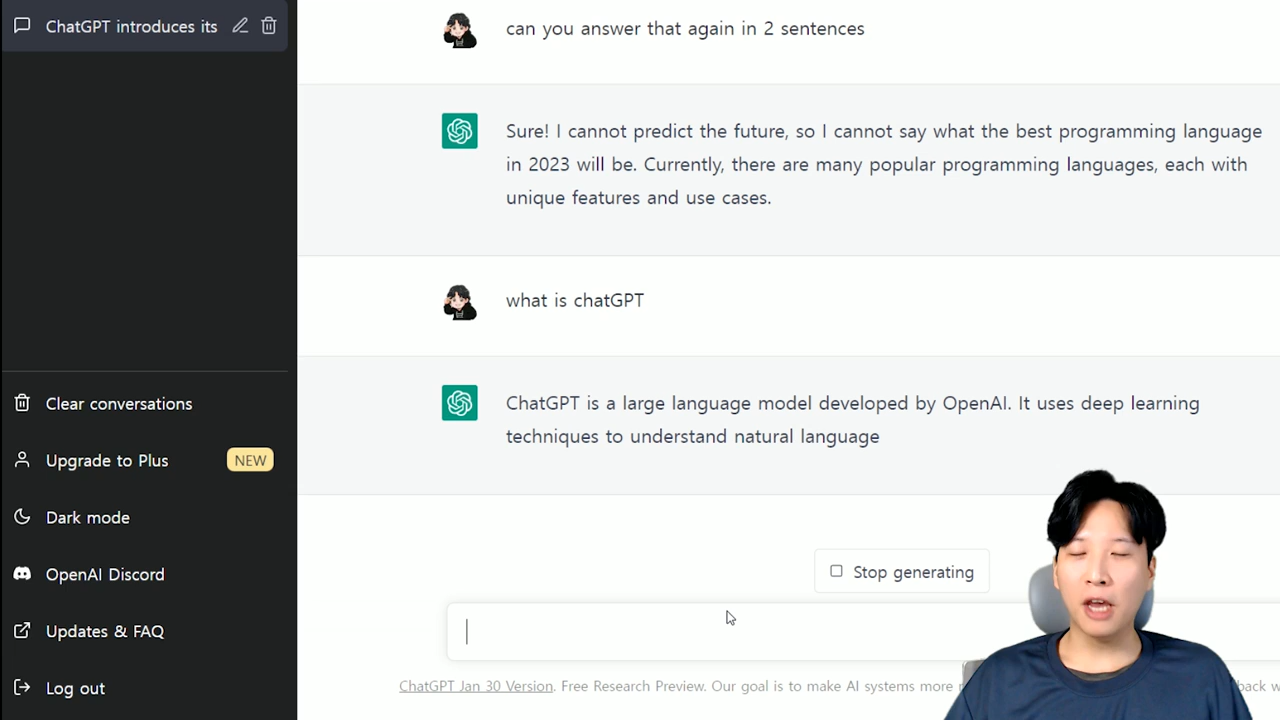 ChatGPT introduces its
Clear conversations
Upgrade to Plus NEW
Dark mode
OpenAI Discord
Updates & FAQ
Log out
can you answer that again in 2 sentences
Sure! I cannot predict the future, so I cannot say what the best programming language
in 2023 will be. Currently, there are many popular programming languages, each with
unique features and use cases.
what is chatGPT
ChatGPT is a large language model developed by OpenAI. It uses deep learning
techniques to understand natural language
Stop generating
ChatGPT Jan 30 Version. Free Research Preview. Our goal is to make AI systems more